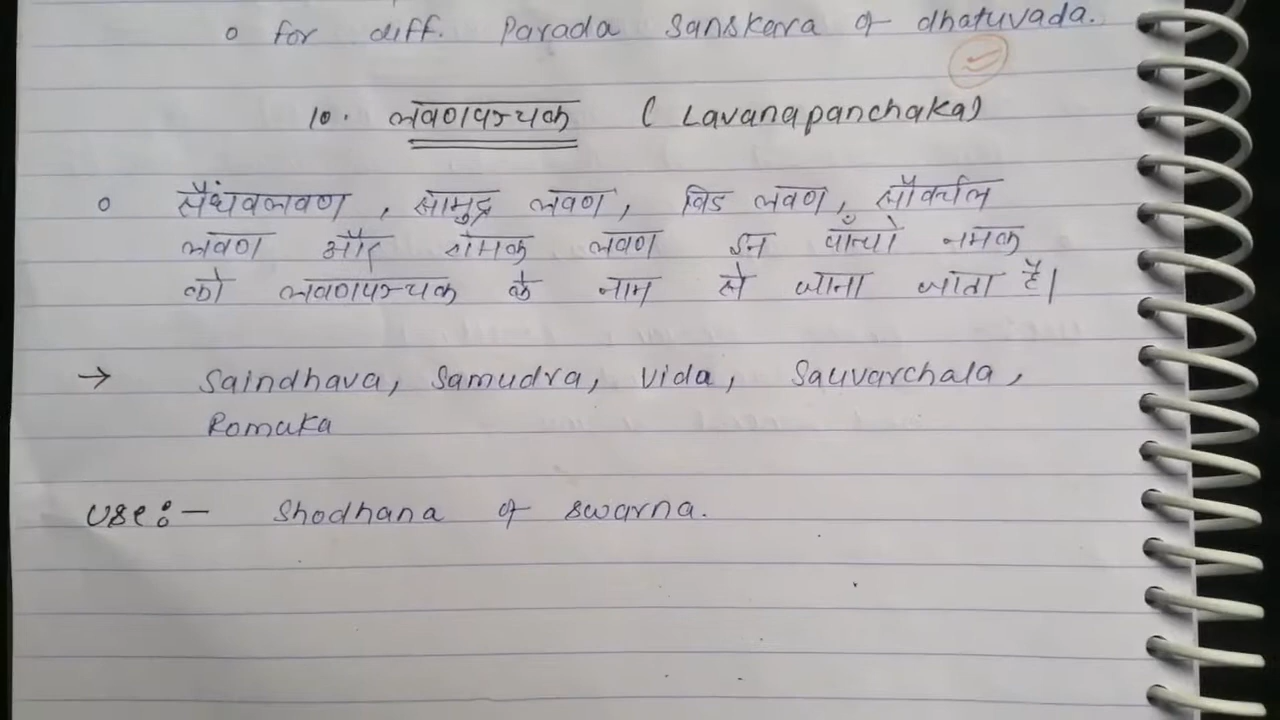 o for diff. Parada Sanskara of dhatuvada.
10. लवणपञ्चक (Lavanapanchaka)
o सैंधवलवण, सामुद्र लवण, विड लवण, सौवर्चल
लवण और रोमक लवण इन पाँचो नमक
को लवणपञ्चक के नाम से जाना जाता है।
→ Saindhava, Samudra, Vida, Sauvarchala,
Romaka
Use:- Shodhana of swarna.